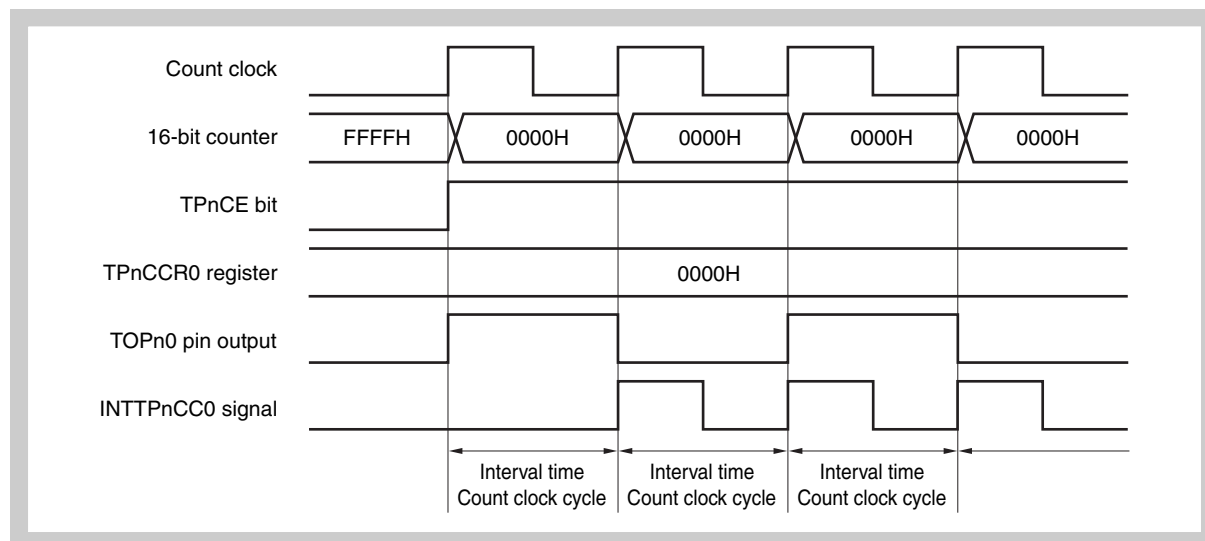 Count clock
16-bit counter
FFFFH
0000H
0000H
0000H
0000H
TPnCE bit
TPnCCR0 register
0000H
TOPn0 pin output
INTTPnCC0 signal
Interval time
Count clock cycle
Interval time
Count clock cycle
Interval time
Count clock cycle